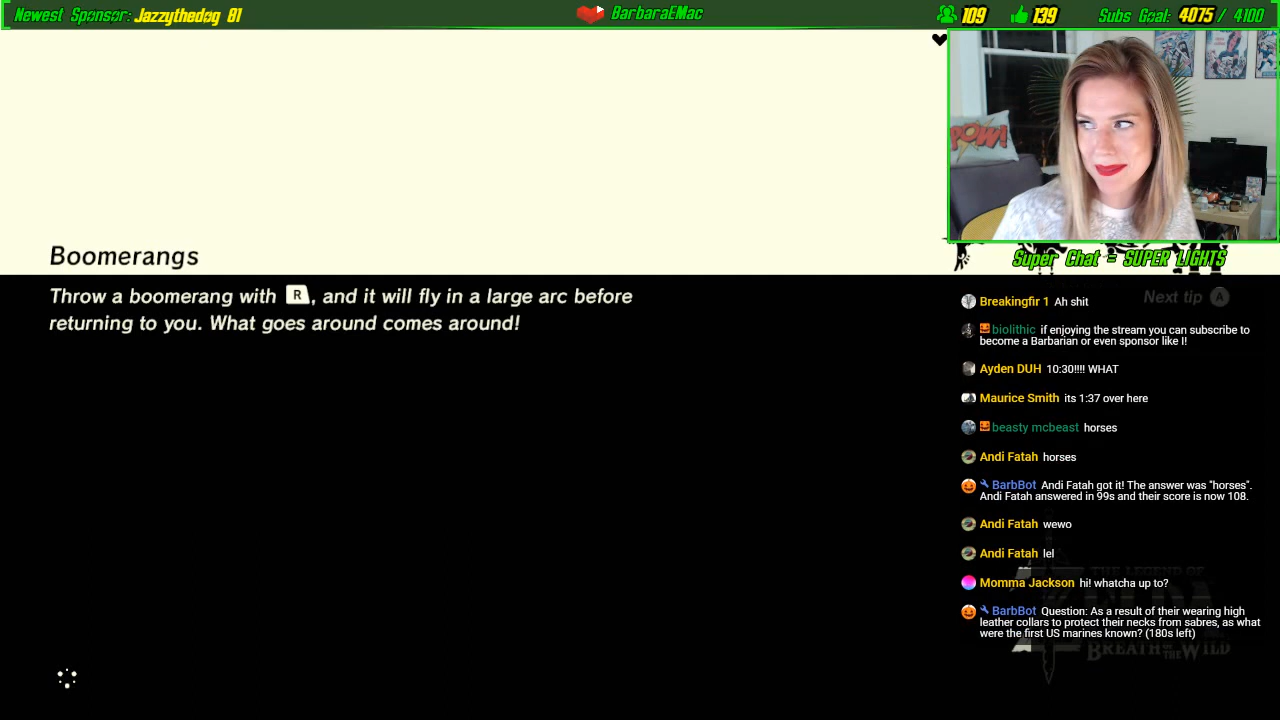 Newest Sponsor: Jazzythedog 81
BarbaraEMac
109
139
Subs Goal: 4075 / 4100
POW!
Boomerangs
Super Chat = SUPER LIGHTS
Throw a boomerang with R, and it will fly in a large arc before
returning to you. What goes around comes around!
Next tip A
Breakingfir 1 Ah shit
biolithic if enjoying the stream you can subscribe to
become a Barbarian or even sponsor like I!
Ayden DUH 10:30!!!! WHAT
Maurice Smith its 1:37 over here
beasty mcbeast horses
Andi Fatah horses
BarbBot Andi Fatah got it! The answer was "horses".
Andi Fatah answered in 99s and their score is now 108.
Andi Fatah wewo
Andi Fatah lel
THE LEGEND OF
Momma Jackson hi! whatcha up to?
BarbBot Question: As a result of their wearing high
leather collars to protect their necks from sabres, as what
were the first US marines known? (180s left)
BREATH OF THE WILD